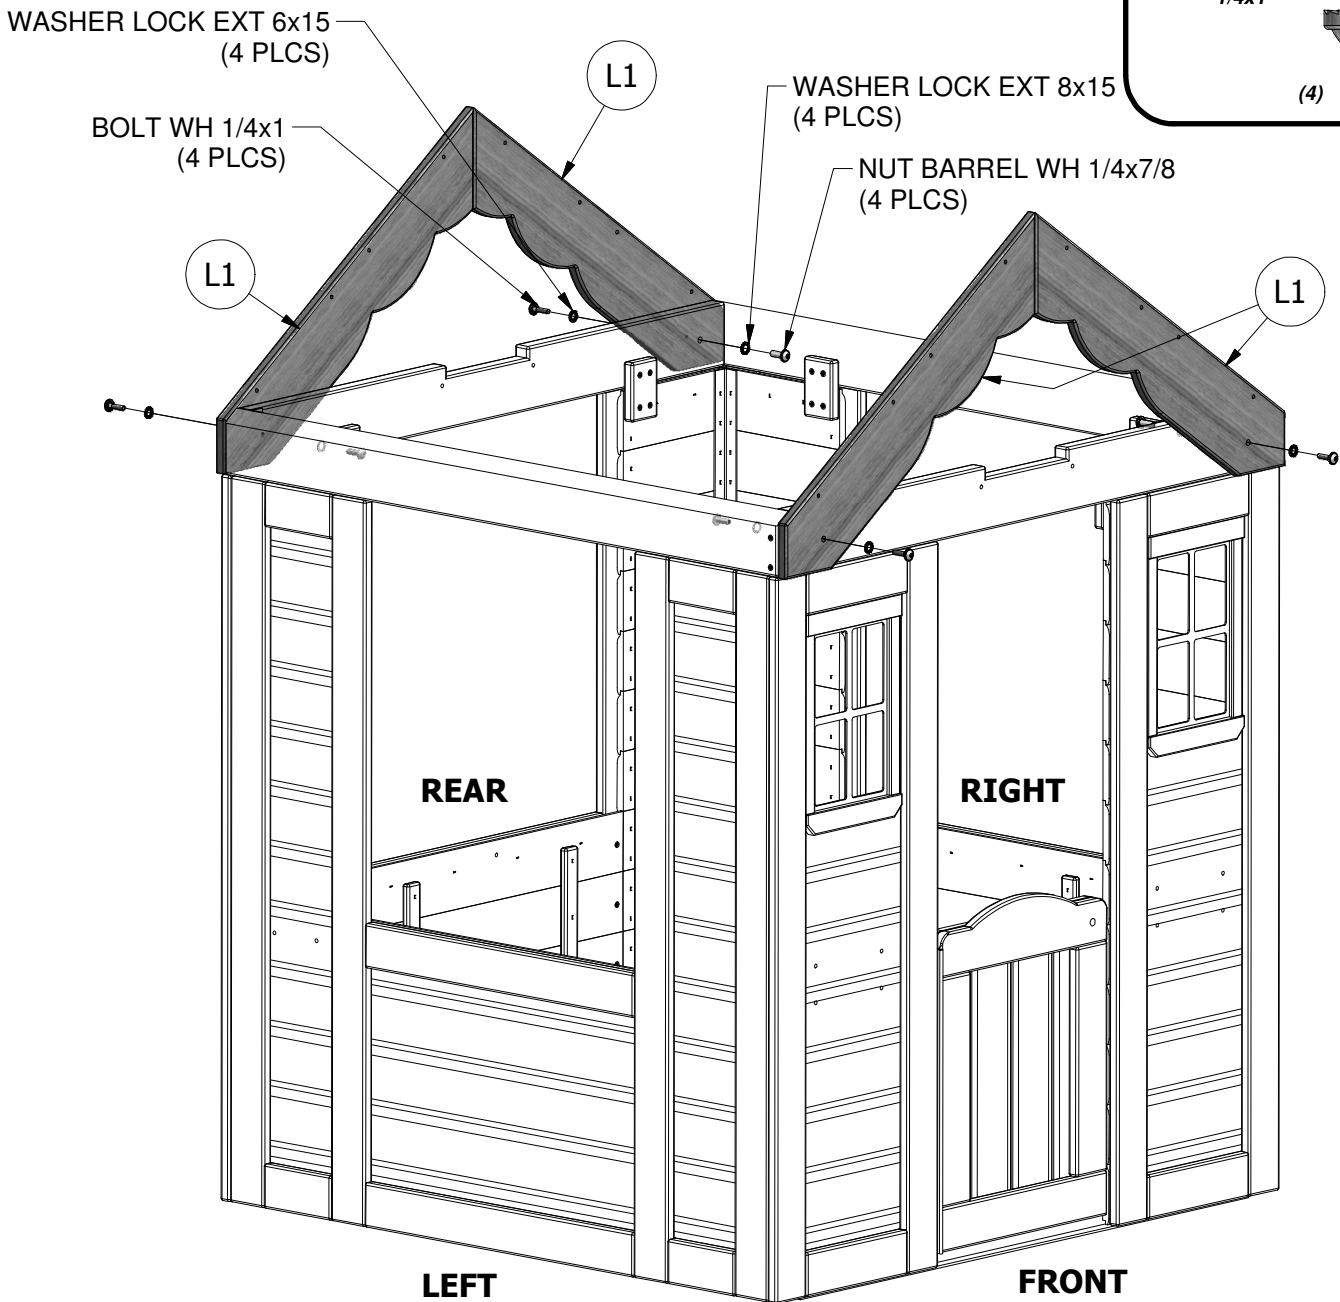 WASHER LOCK EXT 6x15
(4 PLCS)
BOLT WH 1/4x1
(4 PLCS)
L1
WASHER LOCK EXT 8x15
(4 PLCS)
NUT BARREL WH 1/4x7/8
(4 PLCS)
(4)
L1
L1
REAR
RIGHT
LEFT
FRONT